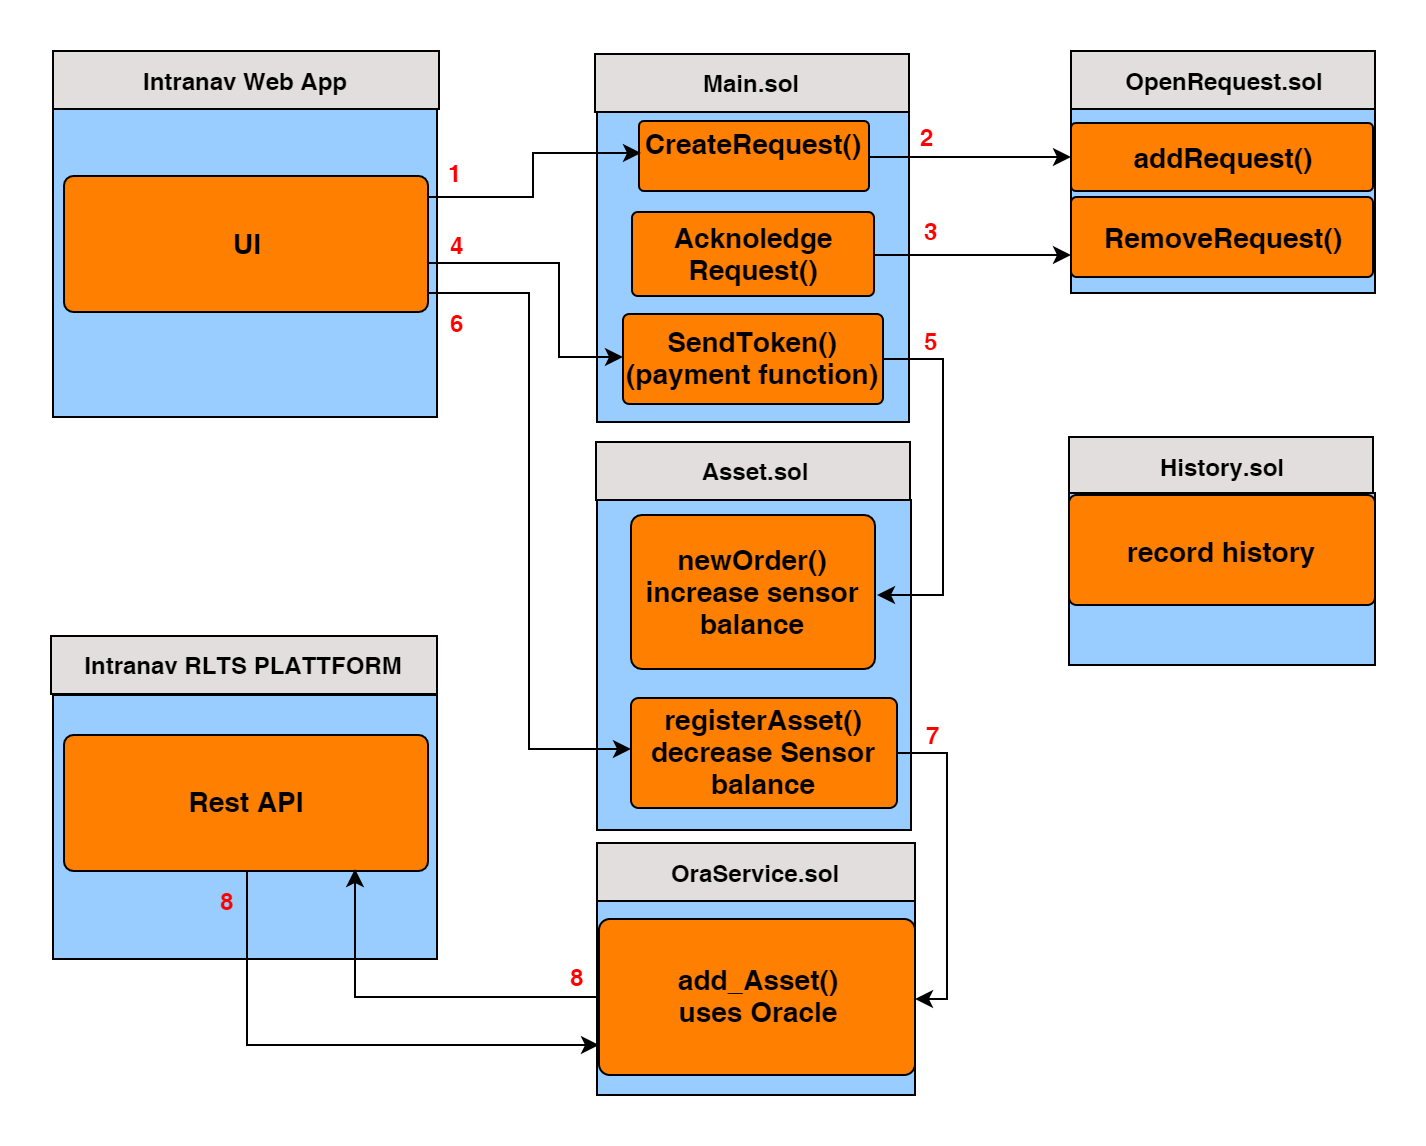 Intranav Web App
UI
1
4
6
Main.sol
CreateRequest()
2
Acknoledge
Request()
3
SendToken()
(payment function)
5
OpenRequest.sol
addRequest()
RemoveRequest()
Asset.sol
newOrder()
increase sensor
balance
registerAsset()
decrease Sensor
balance
7
History.sol
record history
Intranav RLTS PLATTFORM
Rest API
8
8
OraService.sol
add_Asset()
uses Oracle